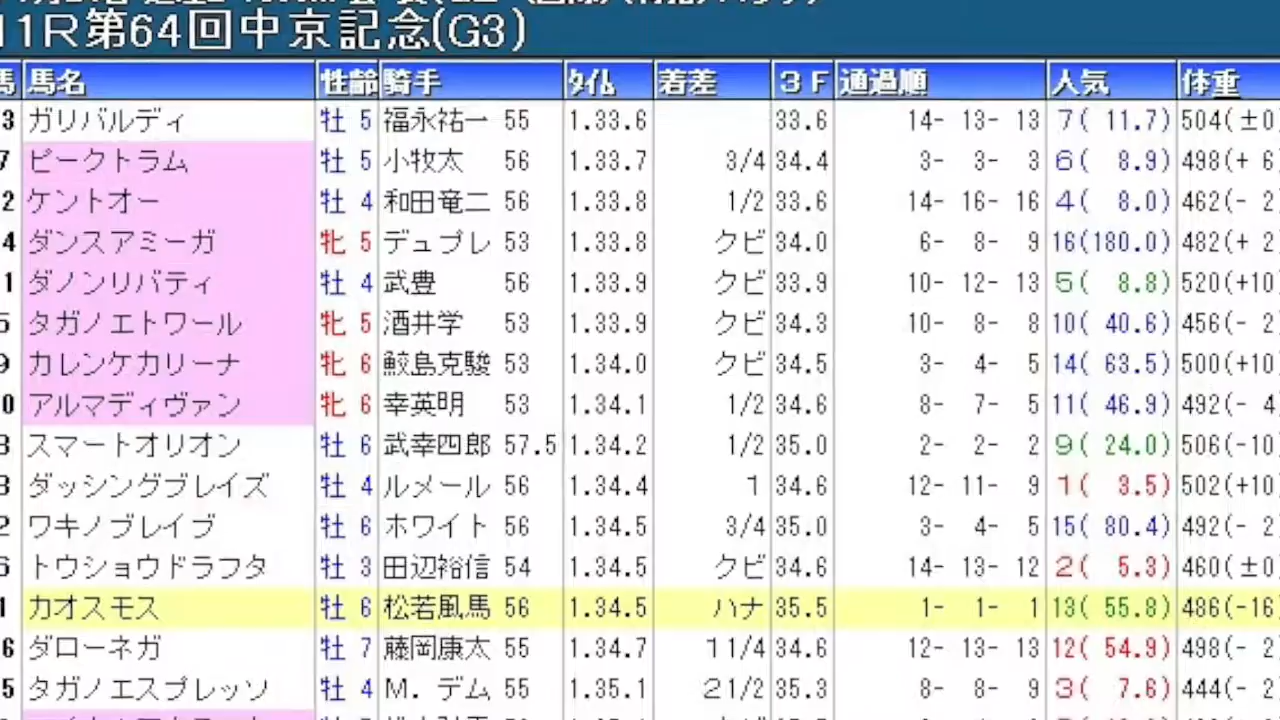 11R第64回中京記念(G3)
馬 馬名 性齢 騎手 ﾀｲﾑ 着差 3F 通過順 人気 体重
3 ガリバルディ 牡 5 福永祐一 55 1.33.6 33.6 14- 13- 13 7( 11.7) 504(±0
7 ピークトラム 牡 5 小牧太 56 1.33.7 3/4 34.4 3- 3- 3 6( 8.9) 498(+ 6
2 ケントオー 牡 4 和田竜二 56 1.33.8 1/2 33.6 14- 16- 16 4( 8.0) 462(- 2
4 ダンスアミーガ 牝 5 デュプレ 53 1.33.8 クビ 34.0 6- 8- 9 16(180.0) 482(+ 2
1 ダノンリバティ 牡 4 武豊 56 1.33.9 クビ 33.9 10- 12- 13 5( 8.8) 520(+10
5 タガノエトワール 牝 5 酒井学 53 1.33.9 クビ 34.3 10- 8- 8 10( 40.6) 456(- 2
9 カレンケカリーナ 牝 6 鮫島克駿 53 1.34.0 クビ 34.5 3- 4- 5 14( 63.5) 500(+10
0 アルマディヴァン 牝 6 幸英明 53 1.34.1 1/2 34.6 8- 7- 5 11( 46.9) 492(- 4
スマートオリオン 牡 6 武幸四郎 57.5 1.34.2 1/2 35.0 2- 2- 2 9( 24.0) 506(-10
ダッシングブレイズ 牡 4 ルメール 56 1.34.4 1 34.6 12- 11- 9 1( 3.5) 502(+10
2 ワキノブレイブ 牡 6 ホワイト 56 1.34.5 3/4 35.0 3- 4- 5 15( 80.4) 492(- 2
トウショウドラフタ 牡 3 田辺裕信 54 1.34.5 クビ 34.6 14- 13- 12 2( 5.3) 460(±0
1 カオスモス 牡 6 松若風馬 56 1.34.5 ハナ 35.5 1- 1- 1 13( 55.8) 486(-16
6 ダローネガ 牡 7 藤岡康太 55 1.34.7 11/4 34.6 12- 13- 13 12( 54.9) 498(- 2
5 タガノエスプレッソ 牡 4 M．デム 55 1.35.1 21/2 35.3 8- 8- 9 3( 7.6) 444(- 2